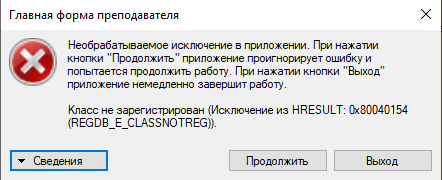 Главная форма преподавателя
Необрабатываемое исключение в приложении. При нажатии
кнопки "Продолжить" приложение проигнорирует ошибку и
попытается продолжить работу. При нажатии кнопки "Выход"
приложение немедленно завершит работу.
Класс не зарегистрирован (Исключение из HRESULT: 0x80040154
(REGDB_E_CLASSNOTREG)).
Сведения
Продолжить
Выход